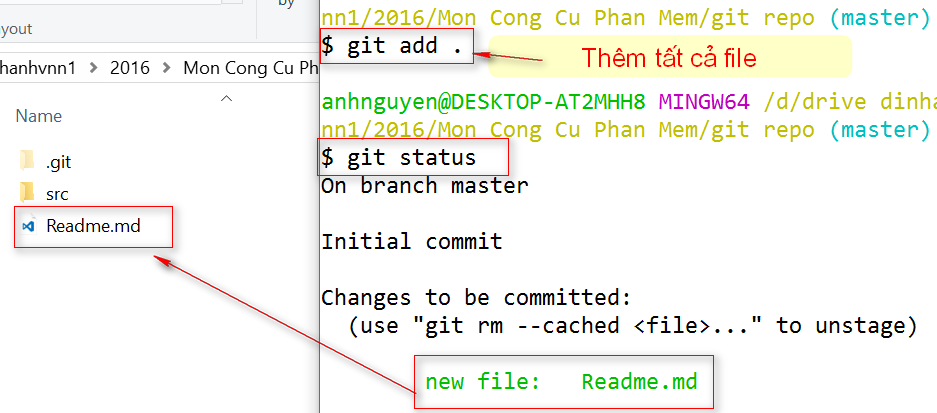 by
yout
hanhvnn1 > 2016 > Mon Cong Cu Ph
Name
.git
src
Readme.md
nn1/2016/Mon Cong Cu Phan Mem/git repo (master)
$ git add .
Thêm tất cả file
anhnguyen@DESKTOP-AT2MHH8 MINGW64 /d/drive dinha
nn1/2016/Mon Cong Cu Phan Mem/git repo (master)
$ git status
On branch master
Initial commit
Changes to be committed:
(use "git rm --cached <file>..." to unstage)
new file: Readme.md